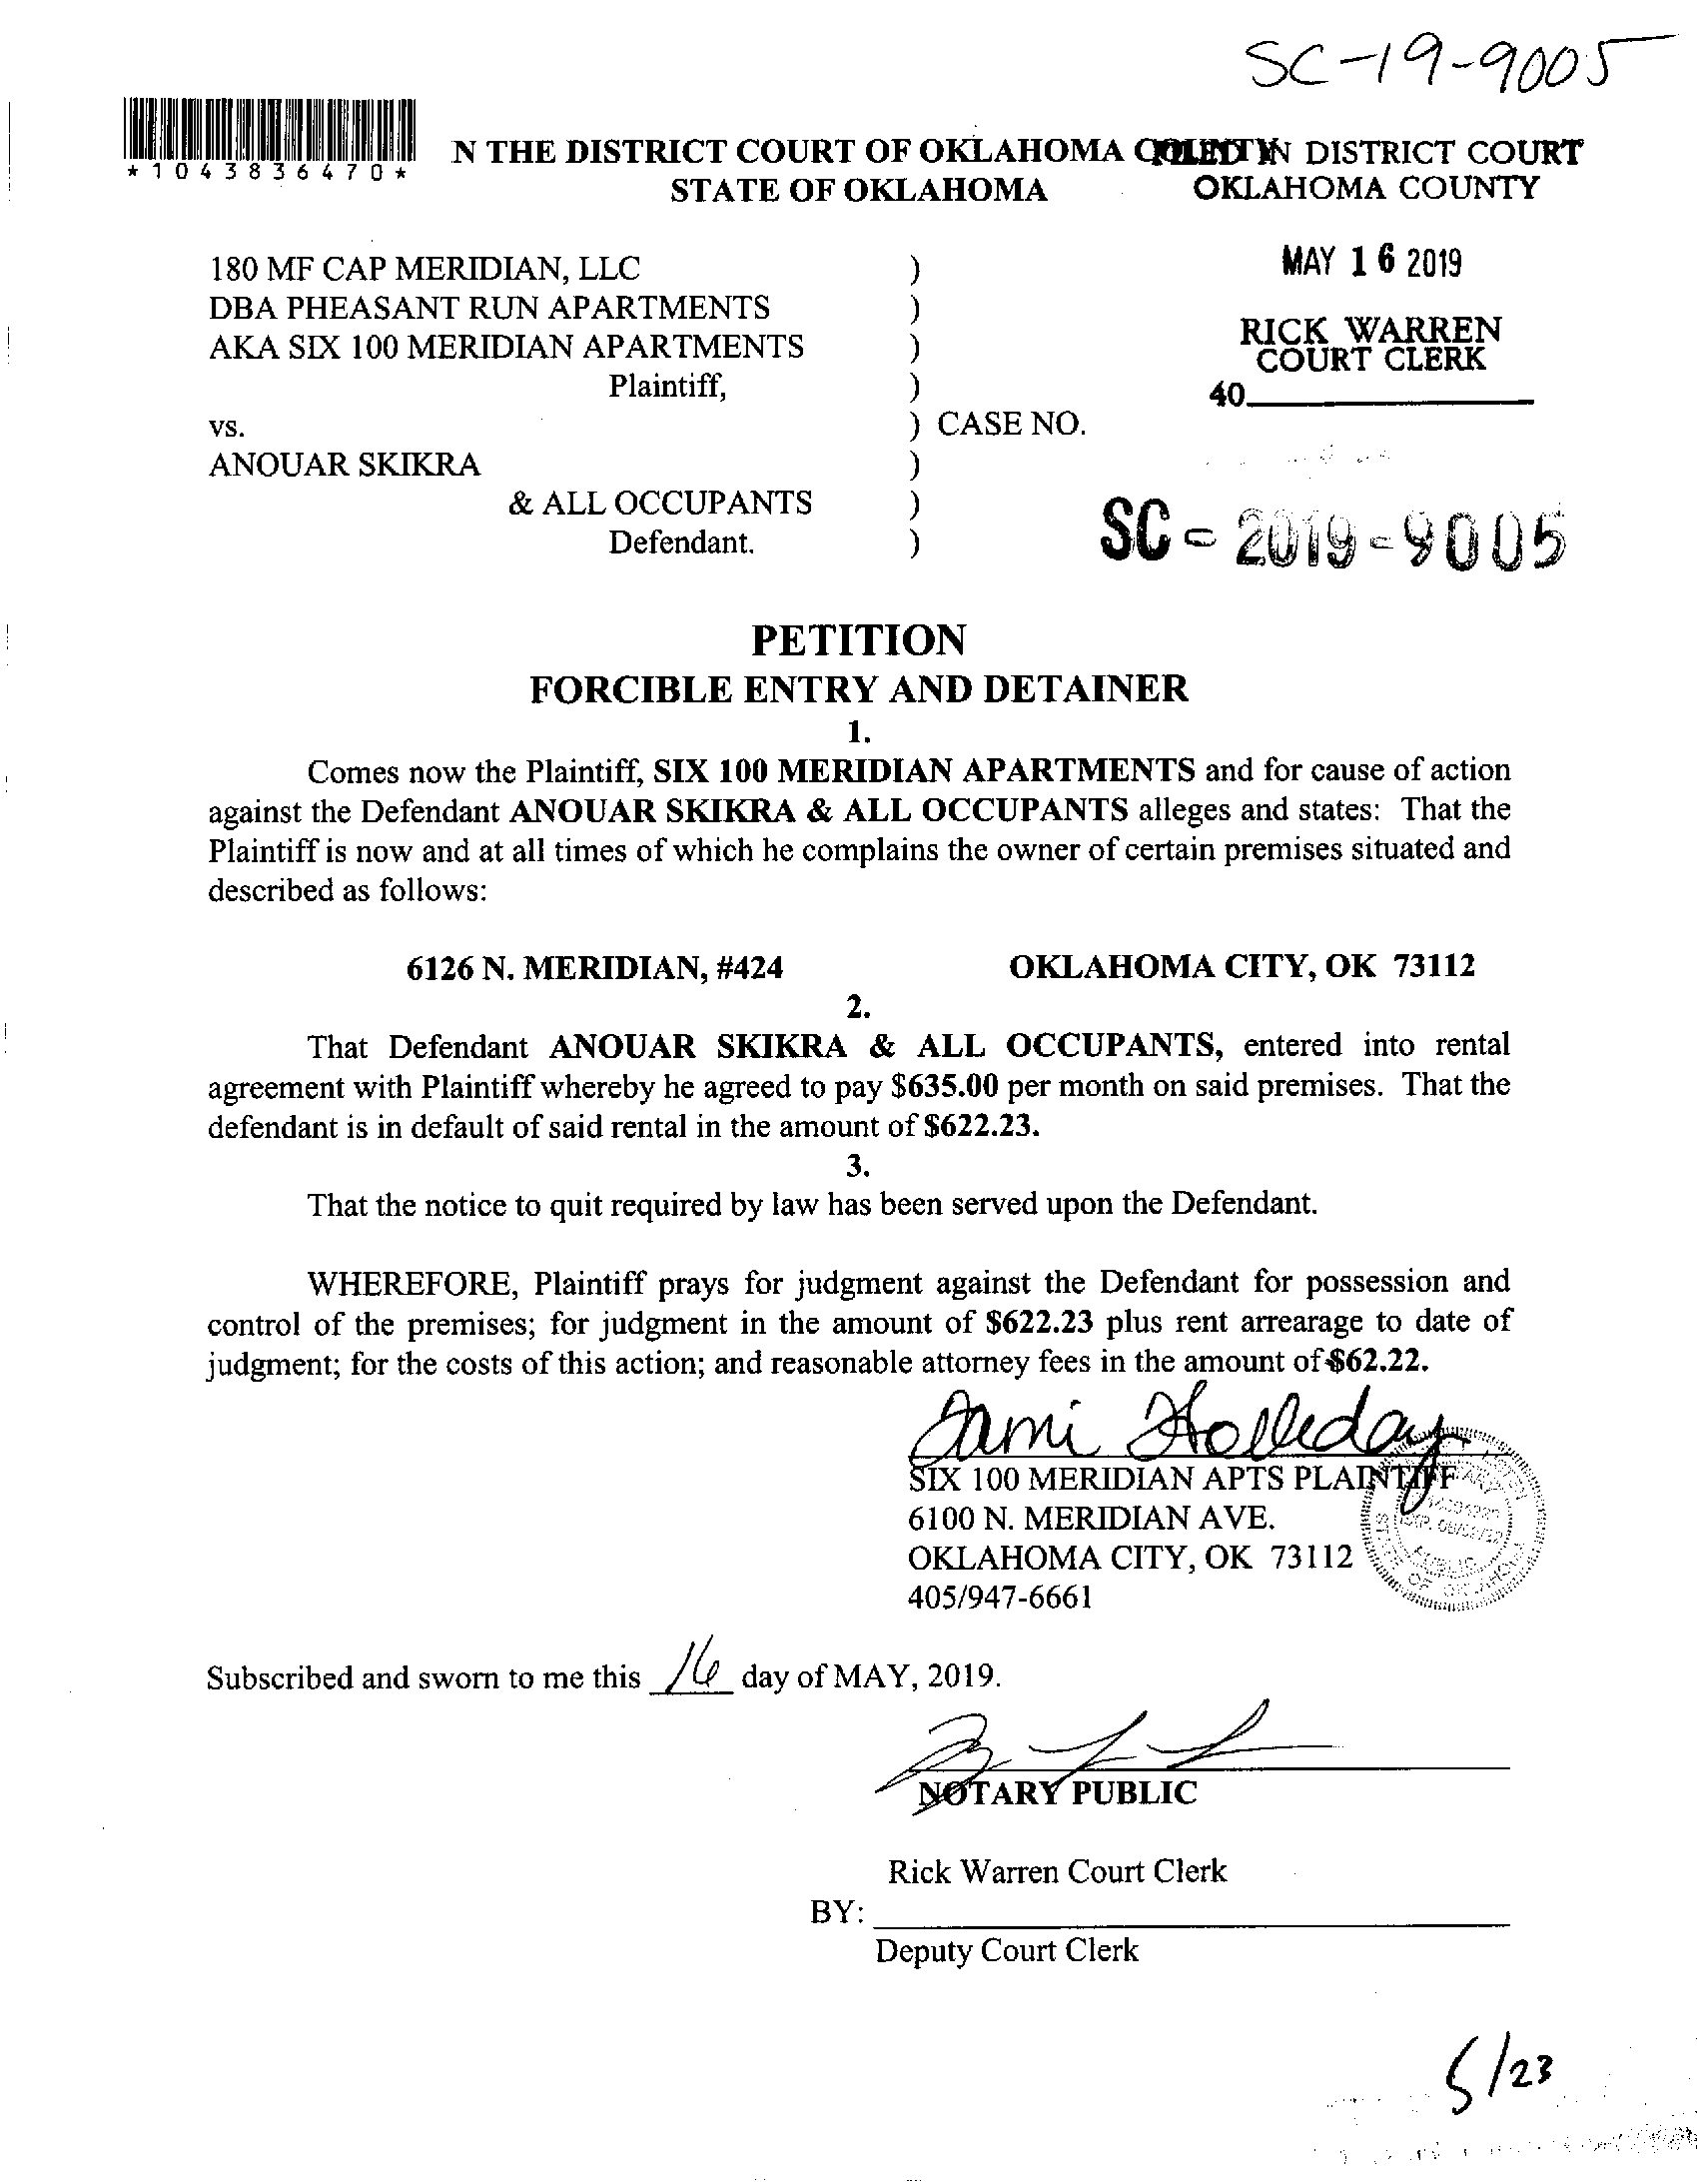 SC-19-9005
*1043836470*
N THE DISTRICT COURT OF OKLAHOMA COUNTY
STATE OF OKLAHOMA
FILED IN DISTRICT COURT
OKLAHOMA COUNTY
MAY 16 2019
RICK WARREN
COURT CLERK
40
180 MF CAP MERIDIAN, LLC )
DBA PHEASANT RUN APARTMENTS )
AKA SIX 100 MERIDIAN APARTMENTS )
Plaintiff, )
vs. ) CASE NO.
ANOUAR SKIKRA )
& ALL OCCUPANTS )
Defendant. )
SC-2019-9005
PETITION
FORCIBLE ENTRY AND DETAINER
1.
Comes now the Plaintiff, SIX 100 MERIDIAN APARTMENTS and for cause of action
against the Defendant ANOUAR SKIKRA & ALL OCCUPANTS alleges and states: That the
Plaintiff is now and at all times of which he complains the owner of certain premises situated and
described as follows:
6126 N. MERIDIAN, #424 OKLAHOMA CITY, OK 73112
2.
That Defendant ANOUAR SKIKRA & ALL OCCUPANTS, entered into rental
agreement with Plaintiff whereby he agreed to pay $635.00 per month on said premises. That the
defendant is in default of said rental in the amount of $622.23.
3.
That the notice to quit required by law has been served upon the Defendant.
WHEREFORE, Plaintiff prays for judgment against the Defendant for possession and
control of the premises; for judgment in the amount of $622.23 plus rent arrearage to date of
judgment; for the costs of this action; and reasonable attorney fees in the amount of $62.22.
Jami Holleday
SIX 100 MERIDIAN APTS PLAINTIFF
6100 N. MERIDIAN AVE.
OKLAHOMA CITY, OK 73112
405/947-6661
PUBLIC
OF OKLAHOMA
Subscribed and sworn to me this 16 day of MAY, 2019.
NOTARY PUBLIC
Rick Warren Court Clerk
BY:
Deputy Court Clerk
5/23